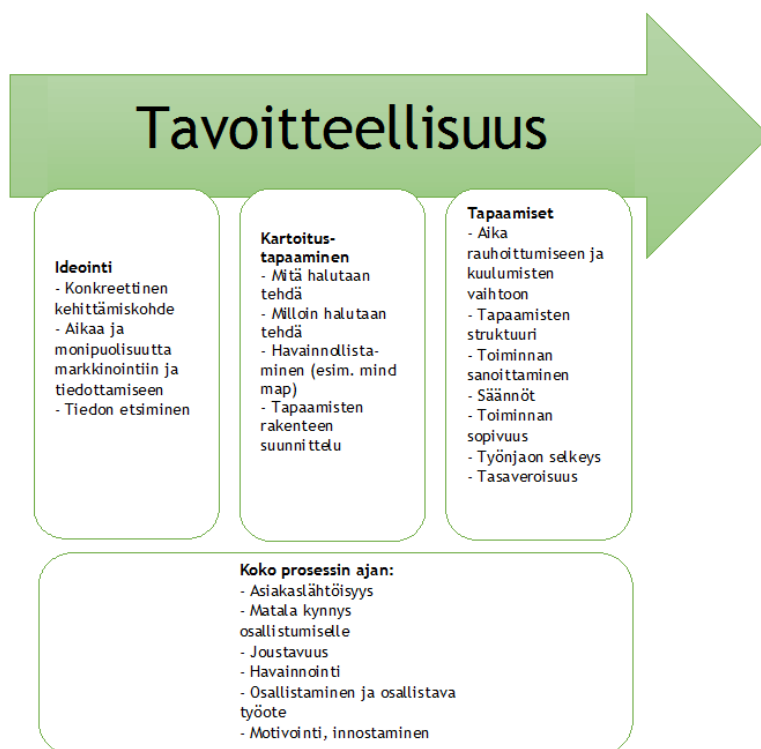 Tavoitteellisuus
Ideointi
- Konkreettinen
kehittämiskohde
- Aikaa ja
monipuolisuutta
markkinointiin ja
tiedottamiseen
- Tiedon etsiminen
Kartoitus-
tapaaminen
- Mitä halutaan
tehdä
- Milloin halutaan
tehdä
- Havainnollista-
minen (esim. mind
map)
- Tapaamisten
rakenteen
suunnittelu
Tapaamiset
- Aika
rauhoittumiseen ja
kuulumisten
vaihtoon
- Tapaamisten
struktuuri
- Toiminnan
sanoittaminen
- Säännöt
- Toiminnan
sopivuus
- Työnjaon selkeys
- Tasaveroisuus
Koko prosessin ajan:
- Asiakaslähtöisyys
- Matala kynnys
osallistumiselle
- Joustavuus
- Havainnointi
- Osallistaminen ja osallistava
työote
- Motivointi, innostaminen